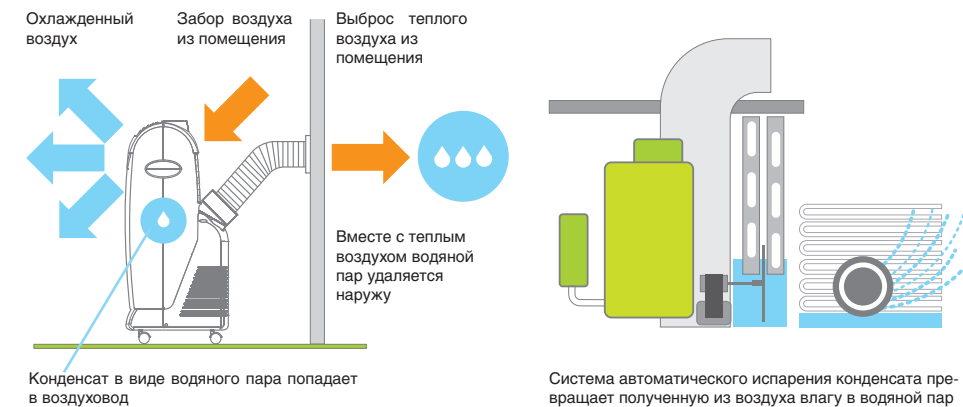 Охлажденный
воздух
Забор воздуха
из помещения
Выброс теплого
воздуха из
помещения
Вместе с теплым
воздухом водяной
пар удаляется
наружу
Конденсат в виде водяного пара попадает
в воздуховод
Система автоматического испарения конденсата пре-
вращает полученную из воздуха влагу в водяной пар